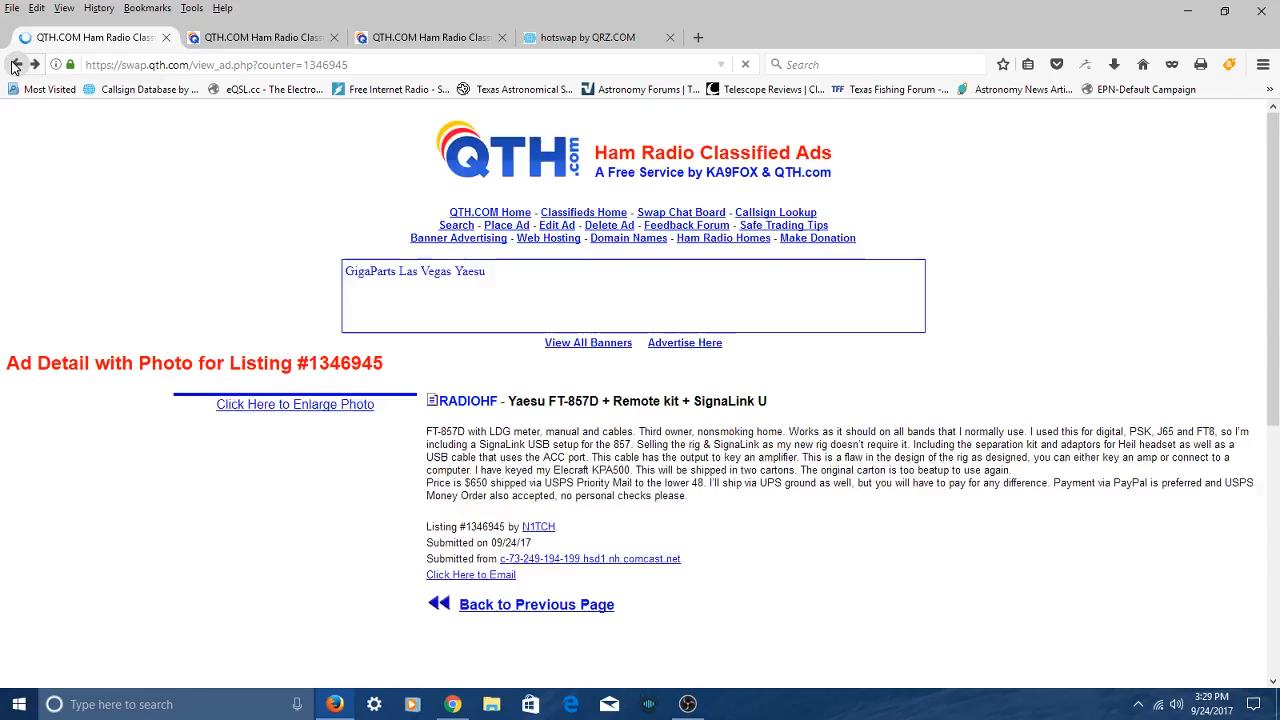 File Edit View History Bookmarks Tools Help
QTH.COM Ham Radio Classi
QTH.COM Ham Radio Classified
QTH.COM Ham Radio Classified
hotswap by QRZ.COM
https://swap.qth.com/view_ad.php?counter=1346945
Search
Most Visited Callsign Database by ... eQSL.cc - The Electro... Free Internet Radio - ... Texas Astronomical S... Astronomy Forums | T... Telescope Reviews | Cl... TFF Texas Fishing Forum -... Astronomy News Arti... EPN-Default Campaign
QTH.com
Ham Radio Classified Ads
A Free Service by KA9FOX & QTH.com
QTH.COM Home - Classifieds Home - Swap Chat Board - Callsign Lookup
Search - Place Ad - Edit Ad - Delete Ad - Feedback Forum - Safe Trading Tips
Banner Advertising - Web Hosting - Domain Names - Ham Radio Homes - Make Donation
GigaParts Las Vegas Yaesu
View All Banners Advertise Here
Ad Detail with Photo for Listing #1346945
Click Here to Enlarge Photo
RADIOHF - Yaesu FT-857D + Remote kit + SignaLink U
FT-857D with LDG meter, manual and cables. Third owner, nonsmoking home. Works as it should on all bands that I normally use. I used this for digital, PSK, J65 and FT8, so I'm
including a SignaLink USB setup for the 857. Selling the rig & SignaLink as my new rig doesn't require it. Including the separation kit and adaptors for Heil headset as well as a
USB cable that uses the ACC port. This cable has the output to key an amplifier. This is a flaw in the design of the rig as designed, you can either key an amp or connect to a
computer. I have keyed my Elecraft KPA500. This will be shipped in two cartons. The original carton is too beatup to use again.
Price is $650 shipped via USPS Priority Mail to the lower 48. I'll ship via UPS ground as well, but you will have to pay for any difference. Payment via PayPal is preferred and USPS
Money Order also accepted, no personal checks please.
Listing #1346945 by N1TCH
Submitted on 09/24/17
Submitted from c-73-249-194-199.hsd1.nh.comcast.net
Click Here to Email
Back to Previous Page
Type here to search
3:29 PM
9/24/2017